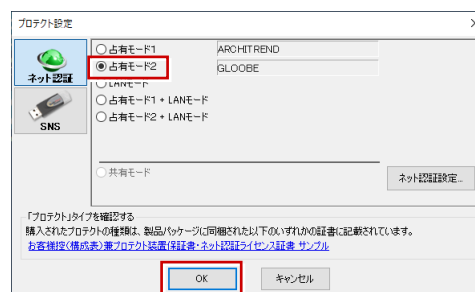 プロテクト設定
占有モード1 ARCHITREND
占有モード2 GLOOBE
ネット認証
LANモード
占有モード1 + LANモード
SNS
占有モード2 + LANモード
共有モード
ネット認証設定...
「プロテクト」タイプを確認する
購入されたプロテクトの種類は、製品パッケージに同梱された以下のいずれかの証書に記載されています。
お客様控(構成表)兼プロテクト装置保証書・ネット認証ライセンス証書 サンプル
OK キャンセル